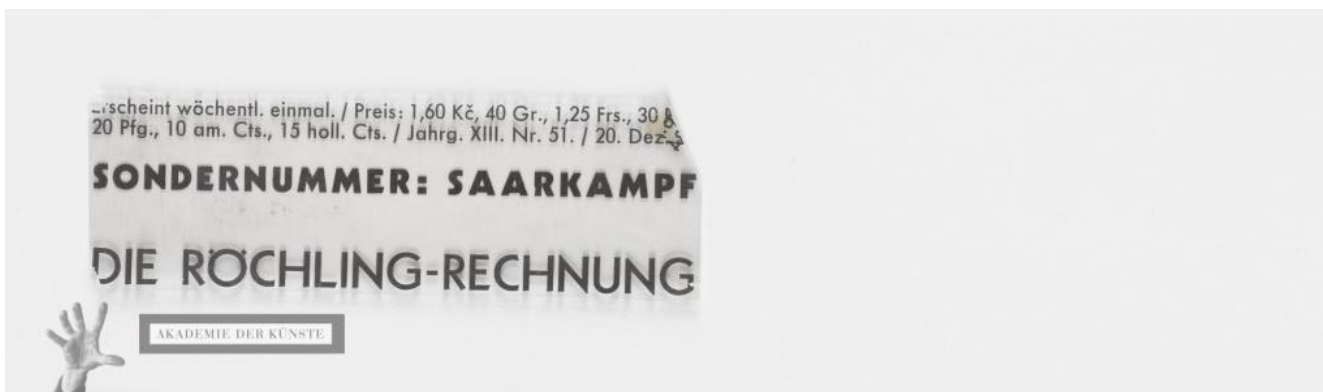 scheint wöchentl. einmal. / Preis: 1,60 Kč, 40 Gr., 1,25 Frs., 30
20 Pfg., 10 am. Cts., 15 holl. Cts. / Jahrg. XIII. Nr. 51. / 20. Dez.
SONDERNUMMER: SAARKAMPF
DIE RÖCHLING-RECHNUNG
AKADEMIE DER KÜNSTE